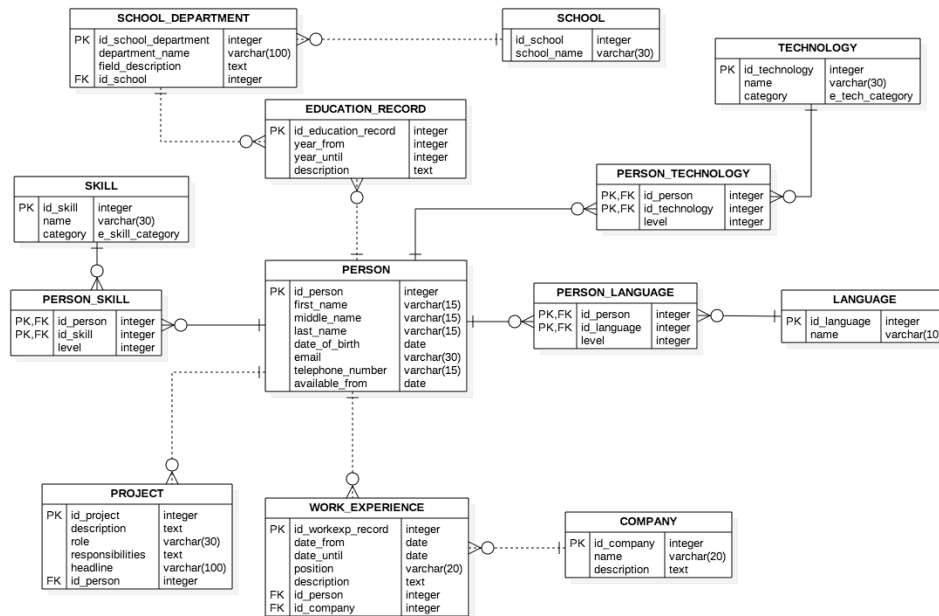 SCHOOL_DEPARTMENT
PK id_school_department integer
department_name varchar(100)
field_description text
FK id_school integer
SCHOOL
id_school integer
school_name varchar(30)
TECHNOLOGY
PK id_technology integer
name varchar(30)
category e_tech_category
EDUCATION_RECORD
PK id_education_record integer
year_from integer
year_until integer
description text
PERSON_TECHNOLOGY
PK,FK id_person integer
PK,FK id_technology integer
level integer
SKILL
PK id_skill integer
name varchar(30)
category e_skill_category
PERSON_SKILL
PK,FK id_person integer
PK,FK id_skill integer
level integer
PERSON
PK id_person integer
first_name varchar(15)
middle_name varchar(15)
last_name varchar(15)
date_of_birth date
email varchar(30)
telephone_number varchar(15)
available_from date
PERSON_LANGUAGE
PK,FK id_person integer
PK,FK id_language integer
level integer
LANGUAGE
PK id_language integer
name varchar(10
PROJECT
PK id_project integer
description text
role varchar(30)
responsibilities text
headline varchar(100)
FK id_person integer
WORK_EXPERIENCE
PK id_workexp_record integer
date_from date
date_until date
position varchar(20)
description text
FK id_person integer
FK id_company integer
COMPANY
PK id_company integer
name varchar(20)
description text